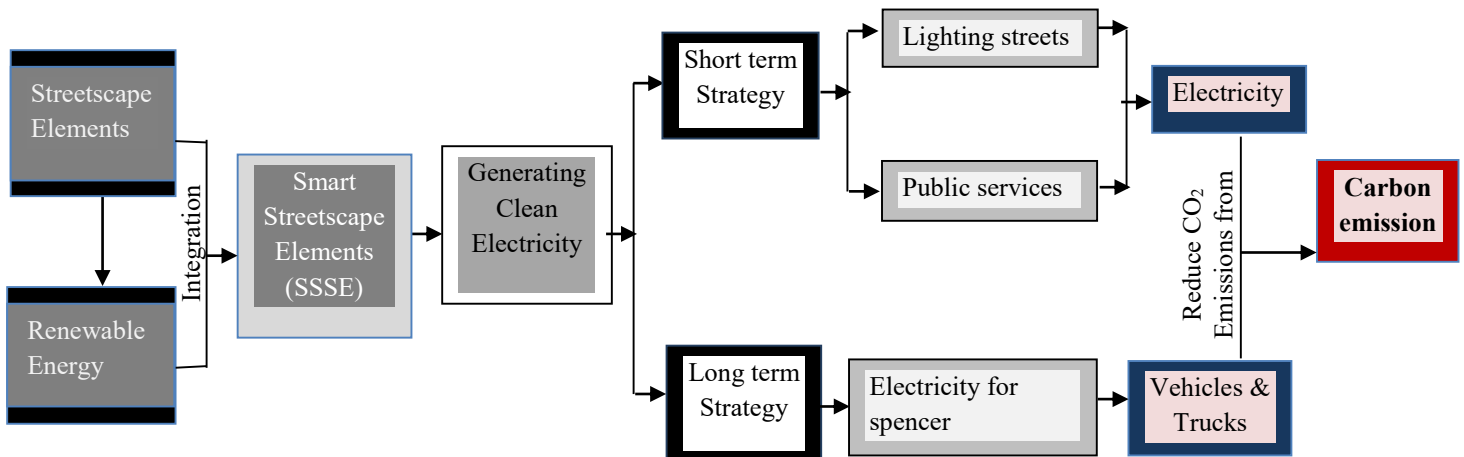 Streetscape
Elements
Renewable
Energy
Integration
Smart
Streetscape
Elements
(SSSE)
Generating
Clean
Electricity
Short term
Strategy
Lighting streets
Public services
Electricity
Long term
Strategy
Electricity for
spencer
Vehicles &
Trucks
Reduce CO₂
Emissions from
Carbon
emission